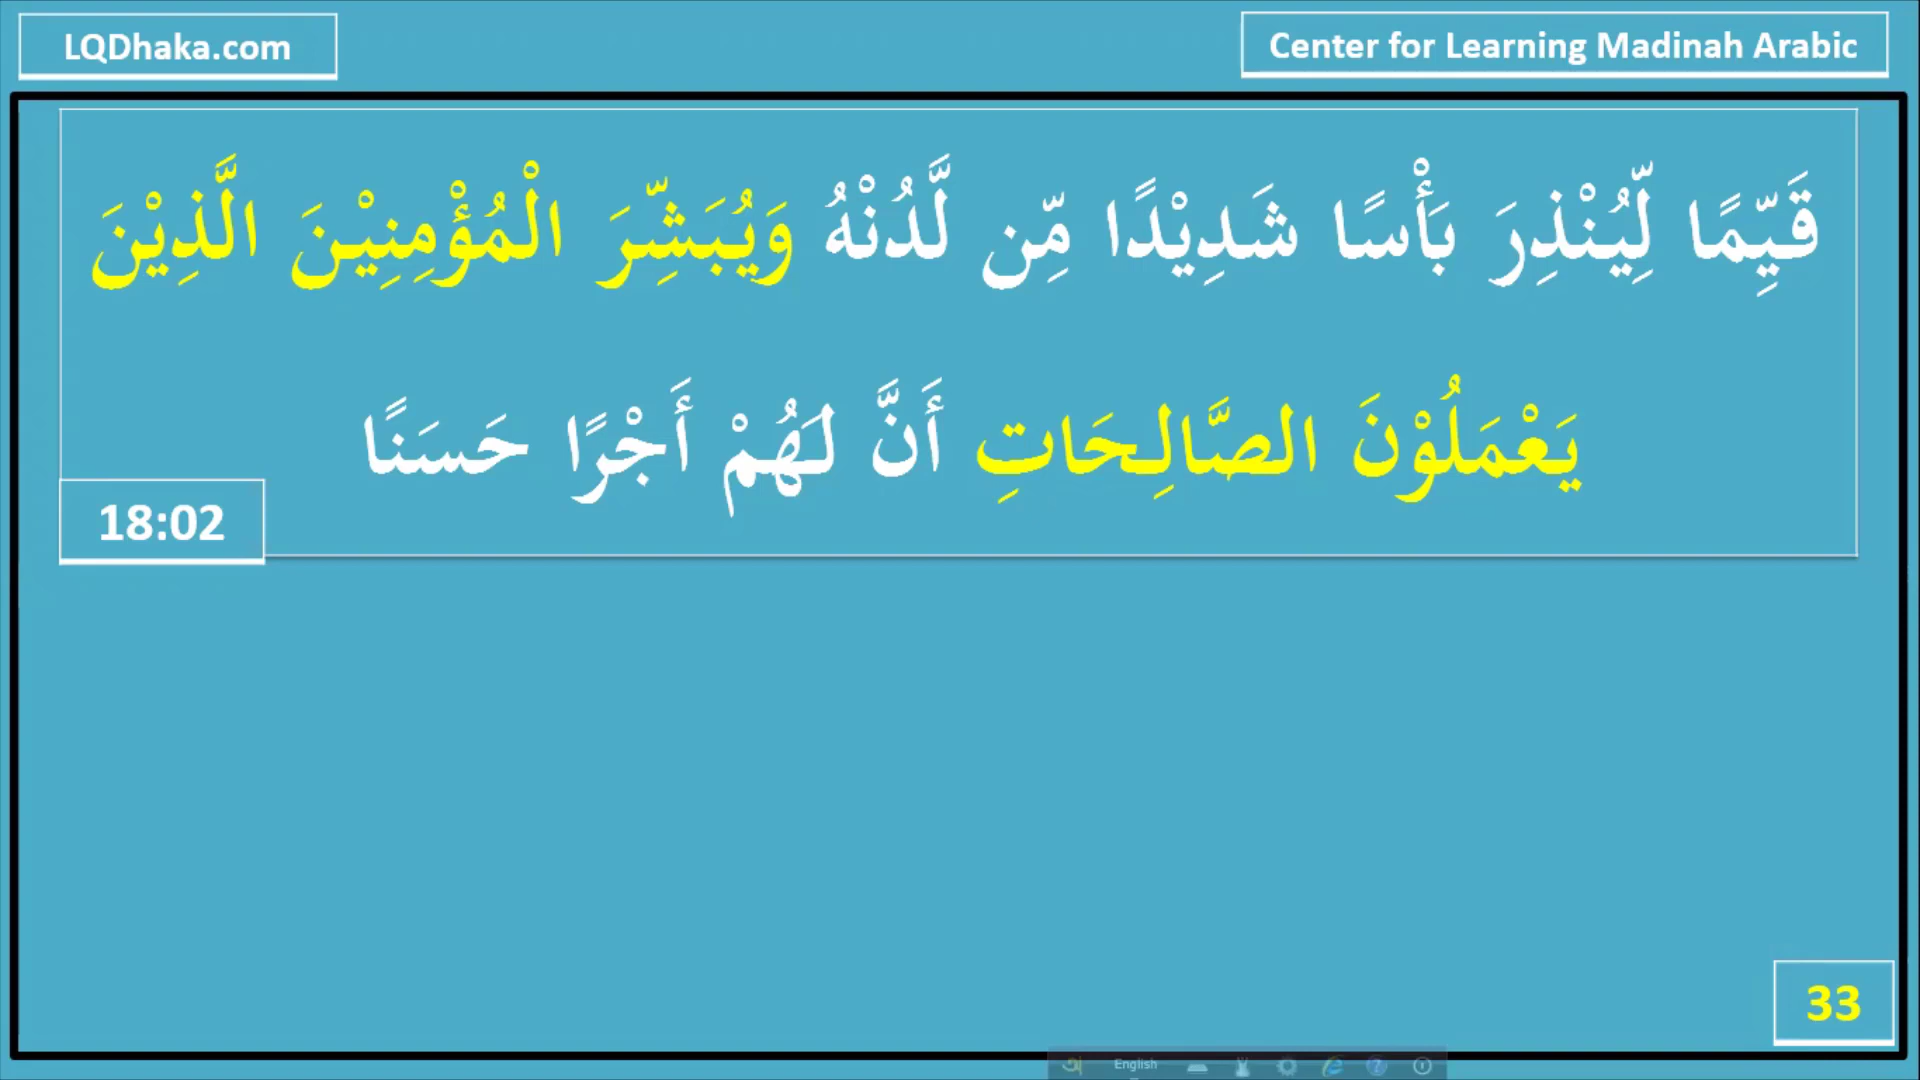 LQDhaka.com
Center for Learning Madinah Arabic
قَيِّمًا لِّيُنْذِرَ بَأْسًا شَدِيْدًا مِّن لَّدُنْهُ وَيُبَشِّرَ الْمُؤْمِنِيْنَ الَّذِيْنَ
يَعْمَلُوْنَ الصَّالِحَاتِ أَنَّ لَهُمْ أَجْرًا حَسَنًا
18:02
33
অ English